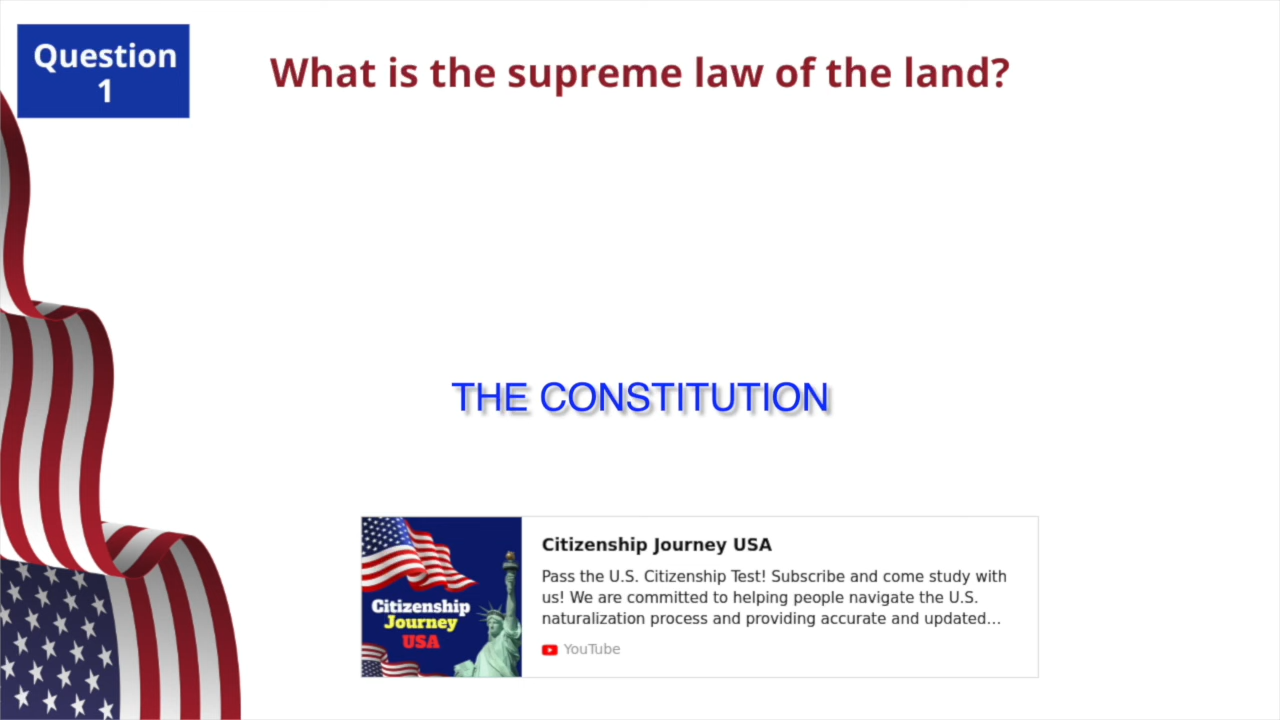 Question
1
What is the supreme law of the land?
THE CONSTITUTION
Citizenship
Journey
USA
Citizenship Journey USA
Pass the U.S. Citizenship Test! Subscribe and come study with
us! We are committed to helping people navigate the U.S.
naturalization process and providing accurate and updated...
YouTube